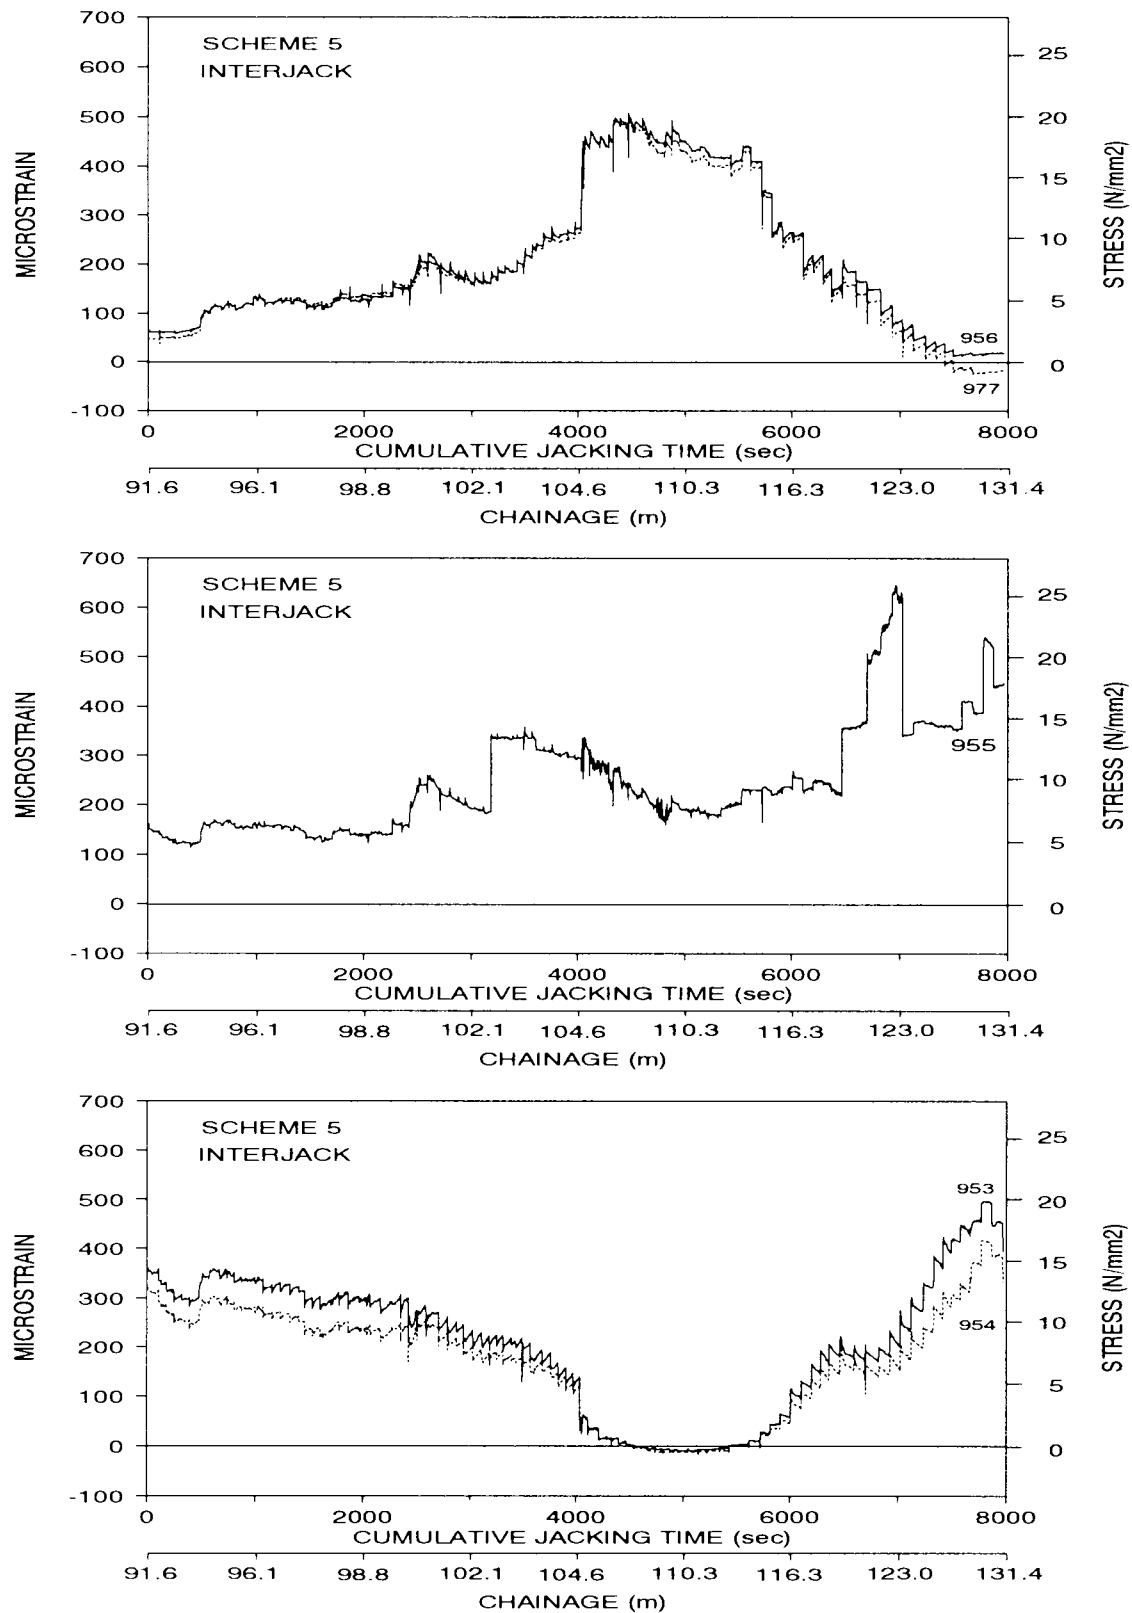 700
600
500
400
300
200
100
0
-100
MICROSTRAIN
SCHEME 5
INTERJACK
956
977
25
20
15
10
5
0
STRESS (N/mm2)
0 2000 4000 6000 8000
CUMULATIVE JACKING TIME (sec)
91.6 96.1 98.8 102.1 104.6 110.3 116.3 123.0 131.4
CHAINAGE (m)
700
600
500
400
300
200
100
0
-100
MICROSTRAIN
SCHEME 5
INTERJACK
955
25
20
15
10
5
0
STRESS (N/mm2)
0 2000 4000 6000 8000
CUMULATIVE JACKING TIME (sec)
91.6 96.1 98.8 102.1 104.6 110.3 116.3 123.0 131.4
CHAINAGE (m)
700
600
500
400
300
200
100
0
-100
MICROSTRAIN
SCHEME 5
INTERJACK
953
954
25
20
15
10
5
0
STRESS (N/mm2)
0 2000 4000 6000 8000
CUMULATIVE JACKING TIME (sec)
91.6 96.1 98.8 102.1 104.6 110.3 116.3 123.0 131.4
CHAINAGE (m)